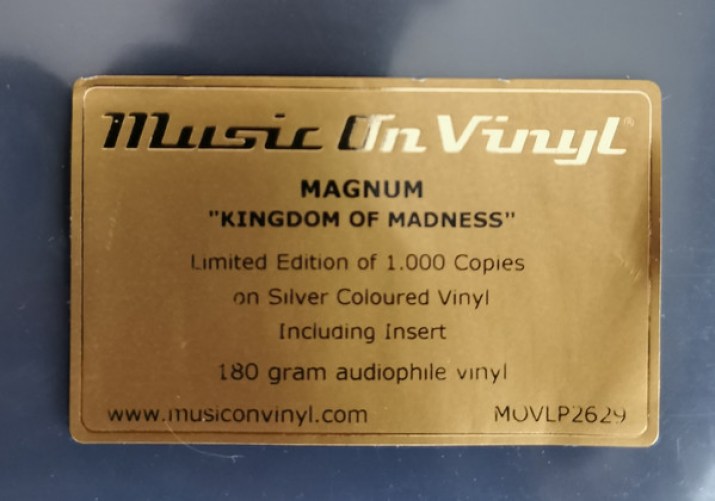 Music On Vinyl®
MAGNUM
"KINGDOM OF MADNESS"
Limited Edition of 1.000 Copies
on Silver Coloured Vinyl
Including Insert
180 gram audiophile vinyl
www.musiconvinyl.com
MOVLP2629